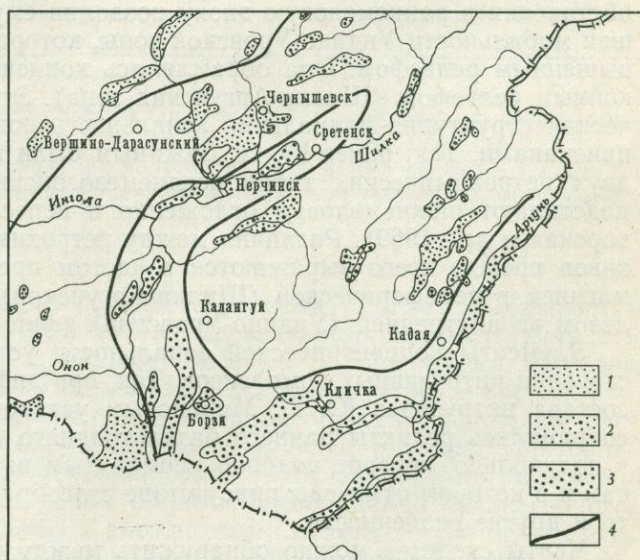 Чернышевск
Вершино-Дарасунский
Сретенск
Шилка
Нерчинск
Ингода
Аргунь
Калангуй
Кадая
Онон
Кличка
Борзя
1
2
3
4